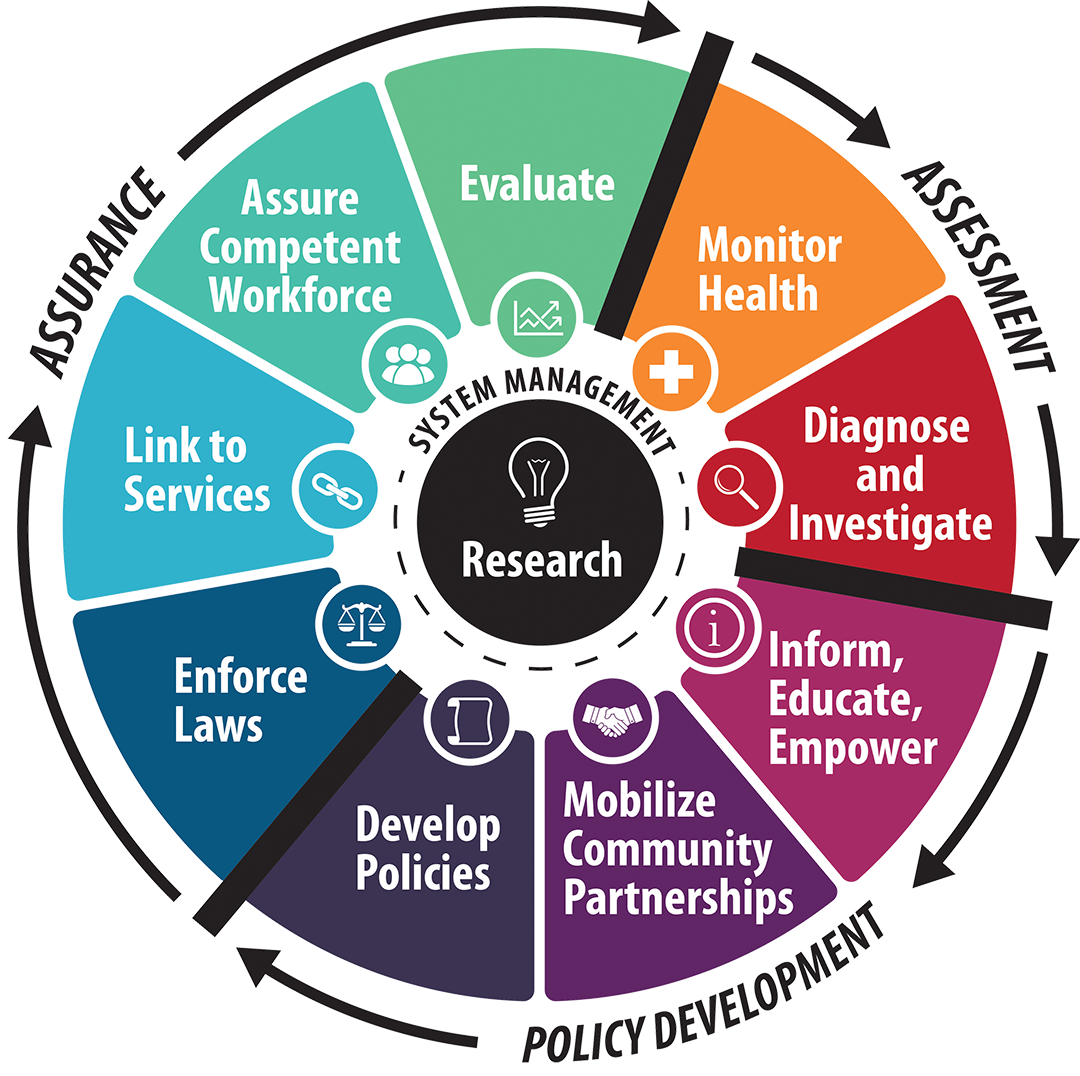 ASSESSMENT
Monitor
Health
Diagnose
and
Investigate
POLICY DEVELOPMENT
Inform,
Educate,
Empower
Mobilize
Community
Partnerships
Develop
Policies
ASSURANCE
Enforce
Laws
Link to
Services
Assure
Competent
Workforce
Evaluate
SYSTEM MANAGEMENT
Research
i